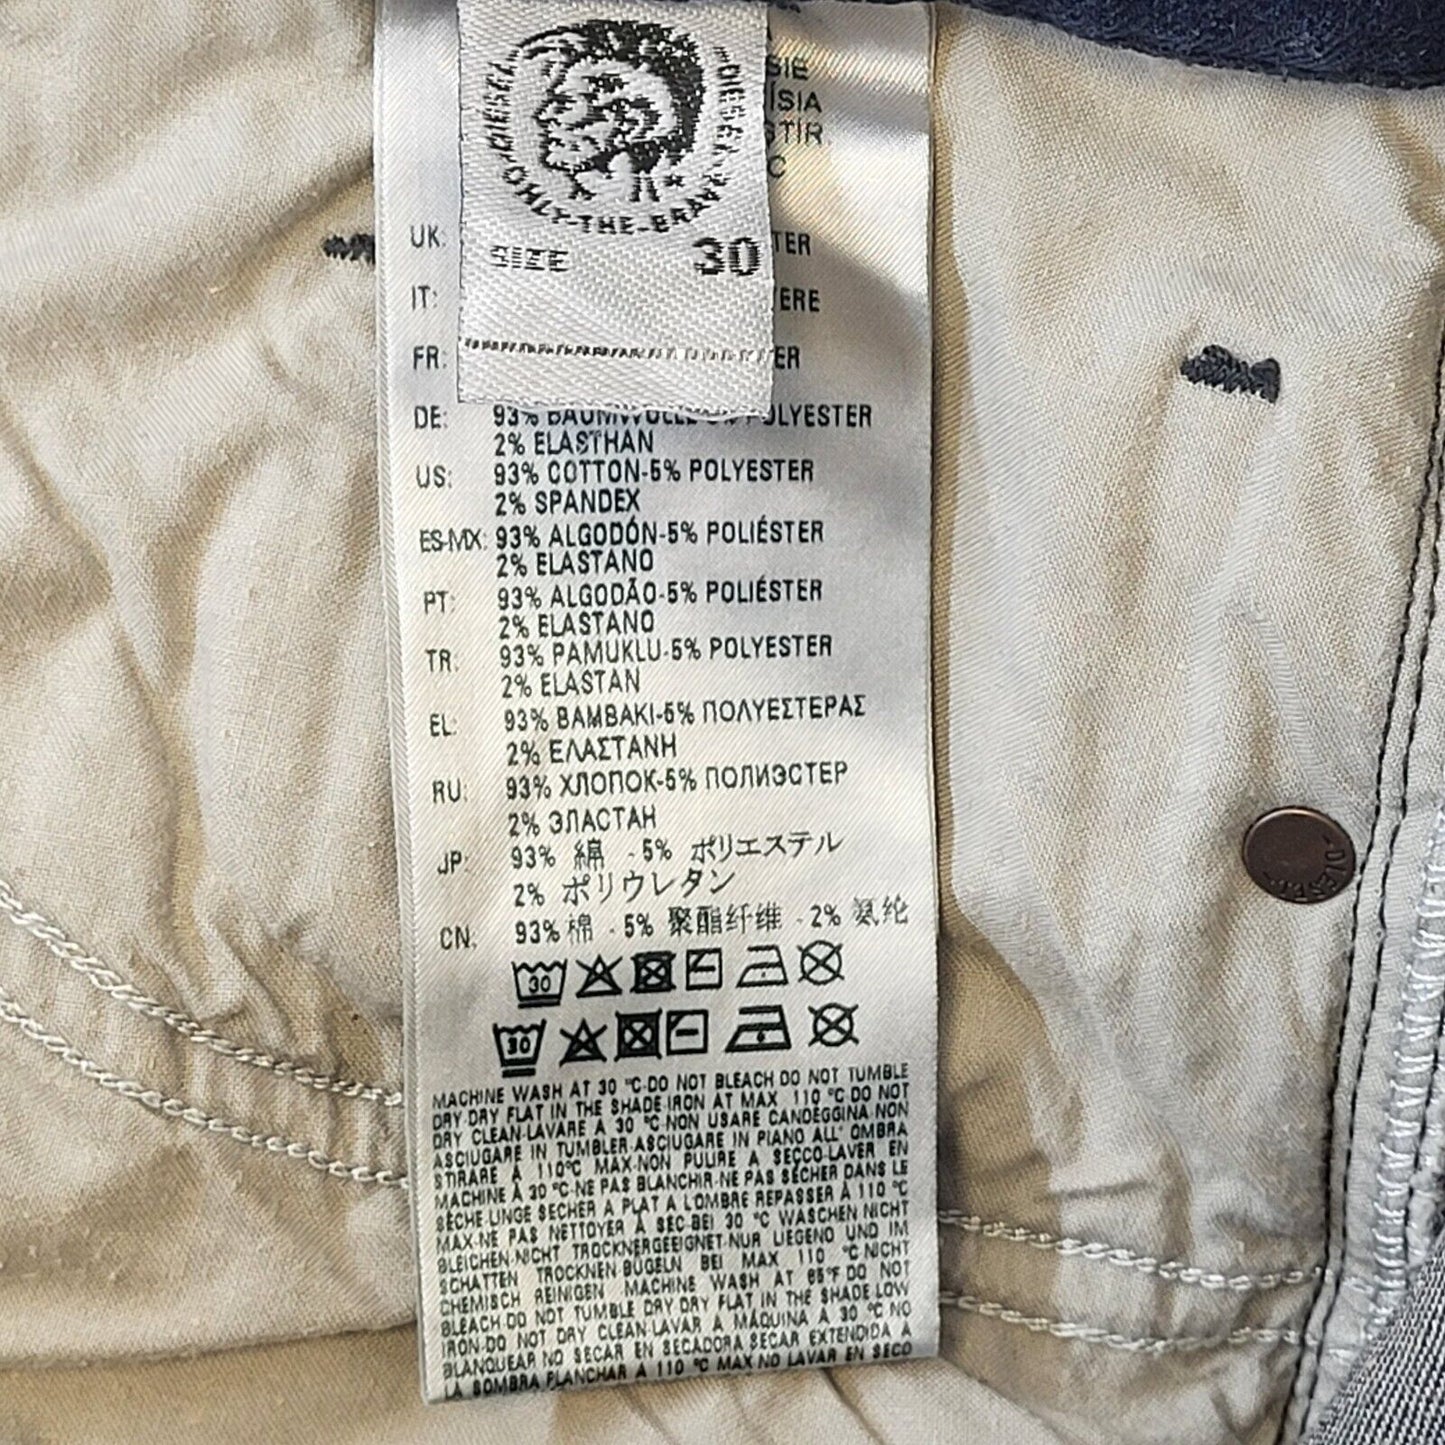 DIESEL
DIESEL
ONLY-THE-BRAVE
SIZE 30
SIE
ÍSIA
STIR.
C
UK: TER
IT: ERE
FR: ER
DE: 93% BAUMWOLLE-5% POLYESTER
2% ELASTHAN
US: 93% COTTON-5% POLYESTER
2% SPANDEX
ES-MX: 93% ALGODÓN-5% POLIÉSTER
2% ELASTANO
PT: 93% ALGODÃO-5% POLIÉSTER
2% ELASTANO
TR: 93% PAMUKLU-5% POLYESTER
2% ELASTAN
EL: 93% ΒΑΜΒΑΚΙ-5% ΠΟΛΥΕΣΤΕΡΑΣ
2% ΕΛΑΣΤΑΝΗ
RU: 93% ХЛОПОК-5% ПОЛИЭСТЕР
2% ЭЛАСТАН
JP: 93% 綿 -5% ポリエステル
2% ポリウレタン
CN: 93% 棉 -5% 聚酯纤维 -2% 氨纶
30
30
MACHINE WASH AT 30 °C-DO NOT BLEACH DO NOT TUMBLE
DRY DRY FLAT IN THE SHADE-IRON AT MAX 110 °C DO NOT
DRY CLEAN-LAVARE A 30 °C-NON USARE CANDEGGINA NON
ASCIUGARE IN TUMBLER-ASCIUGARE IN PIANO ALL' OMBRA
STIRARE A 110°C MAX-NON PULIRE A SECCO-LAVER EN
MACHINE À 30 °C-NE PAS BLANCHIR-NE PAS SÉCHER DANS LE
SÈCHE-LINGE SECHER A PLAT A L OMBRE REPASSER À 110 °C
MAX-NE PAS NETTOYER À SEC-BEI 30 °C WASCHEN NICHT
BLEICHEN-NICHT TROCKNERGEEIGNET-NUR LIEGEND UND IM
SCHATTEN TROCKNEN-BÜGELN BEI MAX 110 °C-NICHT
CHEMISCH REINIGEN MACHINE WASH AT 85°F DO NOT
BLEACH-DO NOT TUMBLE DRY DRY FLAT IN THE SHADE LOW
IRON-DO NOT DRY CLEAN-LAVAR A MÁQUINA A 30 °C NO
BLANQUEAR NO SECAR EN SECADORA SECAR EXTENDIDA A
LA SOMBRA PLANCHAR A 110 °C MAX NO LAVAR EN SECO
DIESEL